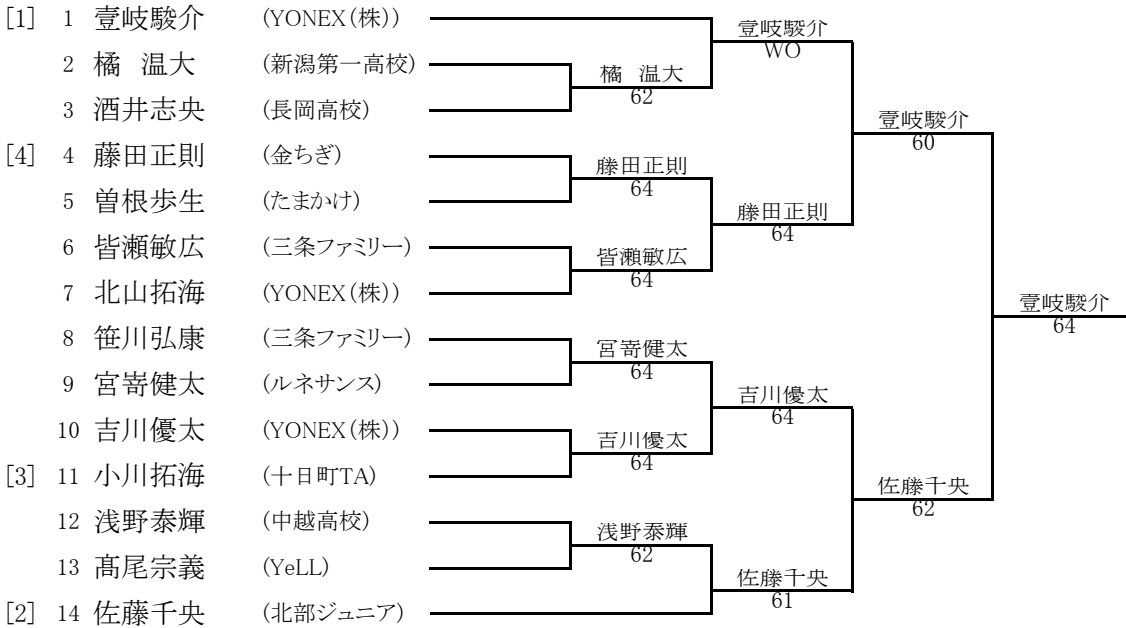 [1] 1 壹岐駿介 (YONEX(株))
2 橘 温大 (新潟第一高校)
3 酒井志央 (長岡高校)
[4] 4 藤田正則 (金ちぎ)
5 曽根歩生 (たまかけ)
6 皆瀬敏広 (三条ファミリー)
7 北山拓海 (YONEX(株))
8 笹川弘康 (三条ファミリー)
9 宮嵜健太 (ルネサンス)
10 吉川優太 (YONEX(株))
[3] 11 小川拓海 (十日町TA)
12 浅野泰輝 (中越高校)
13 髙尾宗義 (YeLL)
[2] 14 佐藤千央 (北部ジュニア)
橘 温大
62
藤田正則
64
皆瀬敏広
64
宮嵜健太
64
吉川優太
64
浅野泰輝
62
壹岐駿介
WO
藤田正則
64
吉川優太
64
佐藤千央
61
壹岐駿介
60
佐藤千央
62
壹岐駿介
64